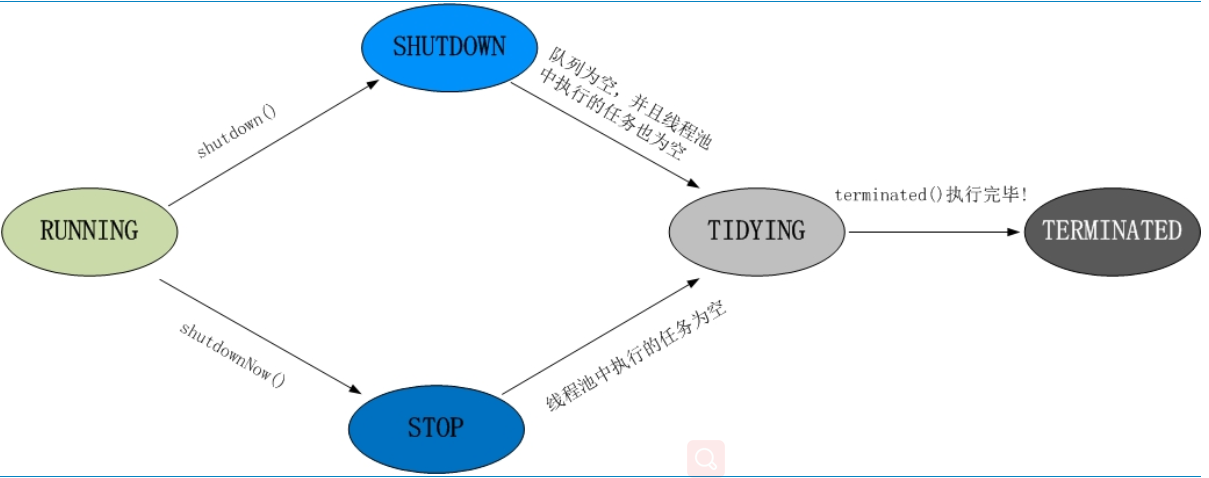 SHUTDOWN
队列为空，并且线程池
中执行的任务也为空
shutdown()
terminated()执行完毕!
RUNNING
TIDYING
TERMINATED
shutdownNow()
线程池中执行的任务为空
STOP